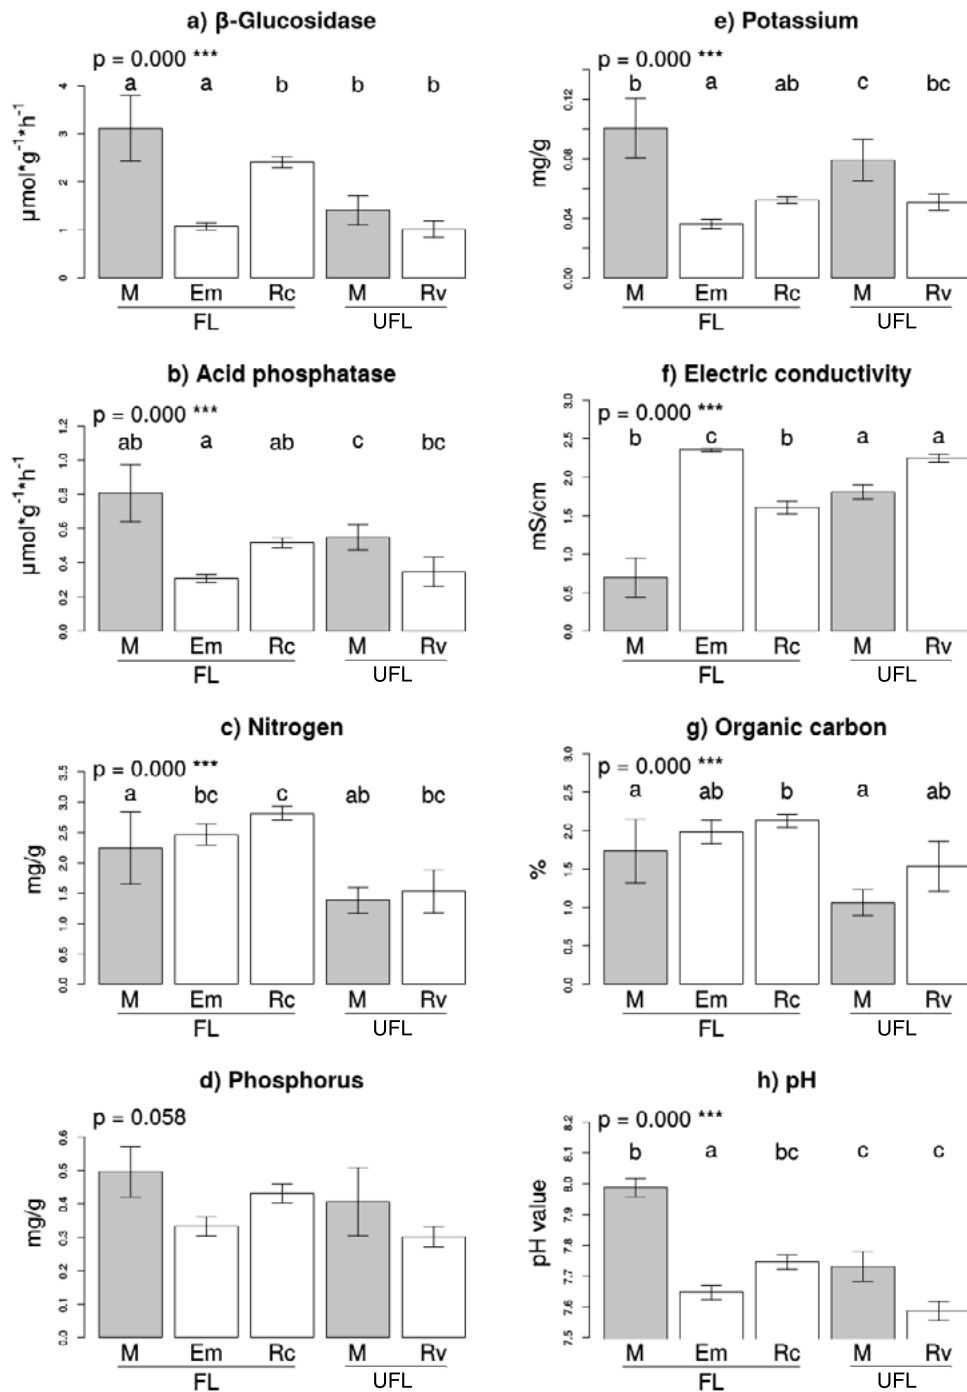 a) β-Glucosidase
p = 0.000 ***
a a b b b
μmol*g⁻¹*h⁻¹
4
3
2
1
0
M Em Rc M Rv
FL UFL
b) Acid phosphatase
p = 0.000 ***
ab a ab c bc
μmol*g⁻¹*h⁻¹
1.2
1.0
0.8
0.6
0.4
0.2
0.0
M Em Rc M Rv
FL UFL
c) Nitrogen
p = 0.000 ***
a bc c ab bc
mg/g
3.5
3.0
2.5
2.0
1.5
1.0
0.5
0.0
M Em Rc M Rv
FL UFL
d) Phosphorus
p = 0.058
mg/g
0.6
0.5
0.4
0.3
0.2
0.1
0.0
M Em Rc M Rv
FL UFL
e) Potassium
p = 0.000 ***
b a ab c bc
mg/g
0.12
0.08
0.04
0.00
M Em Rc M Rv
FL UFL
f) Electric conductivity
p = 0.000 ***
b c b a a
mS/cm
3.0
2.5
2.0
1.5
1.0
0.5
0.0
M Em Rc M Rv
FL UFL
g) Organic carbon
p = 0.000 ***
a ab b a ab
%
3.0
2.5
2.0
1.5
1.0
0.5
0.0
M Em Rc M Rv
FL UFL
h) pH
p = 0.000 ***
b a bc c c
pH value
8.2
8.1
8.0
7.9
7.8
7.7
7.6
7.5
M Em Rc M Rv
FL UFL